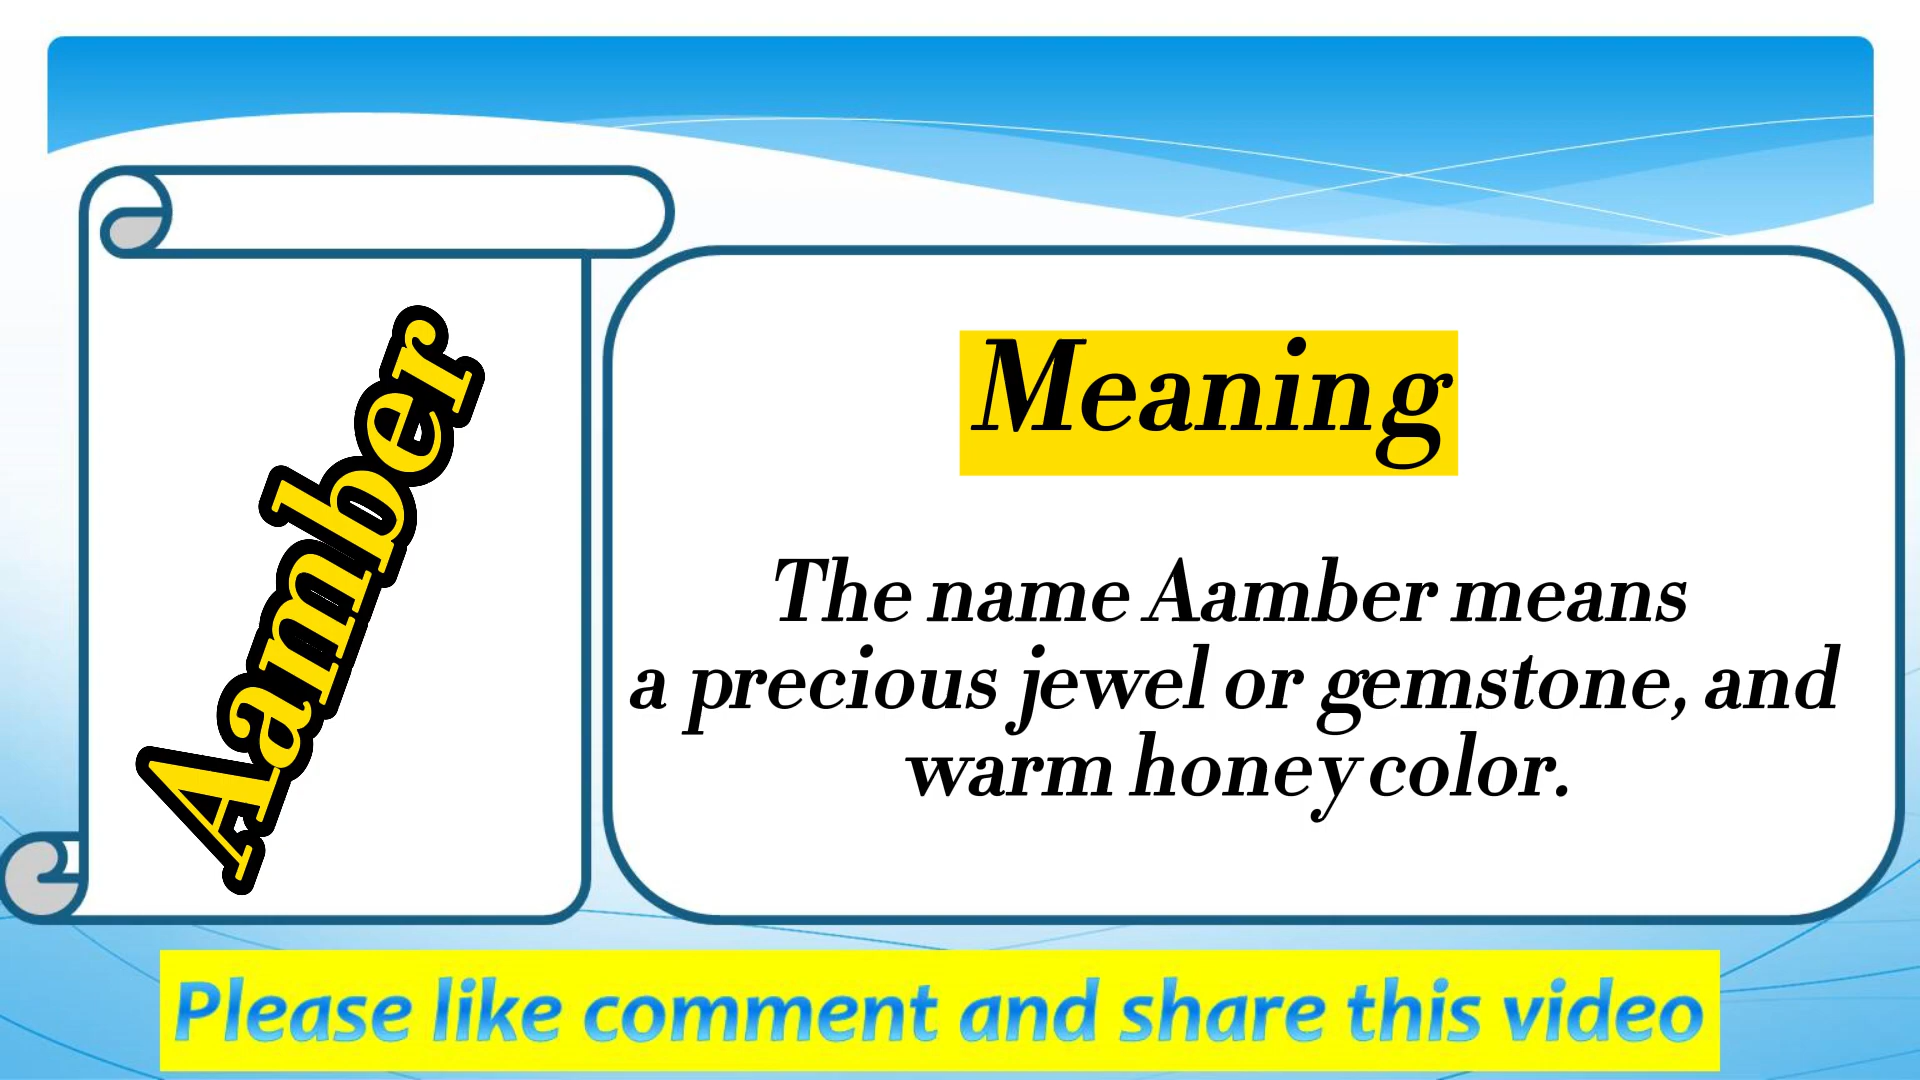 Aamber
Meaning
The name Aamber means
a precious jewel or gemstone, and
warm honey color.
Please like comment and share this video